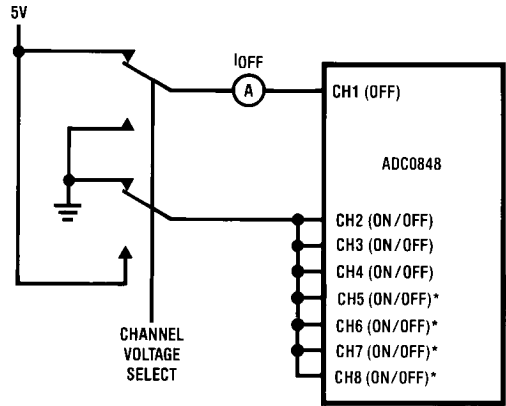 5V
IOFF
A
CH1 (OFF)
ADC0848
CH2 (ON/OFF)
CH3 (ON/OFF)
CH4 (ON/OFF)
CH5 (ON/OFF)*
CH6 (ON/OFF)*
CH7 (ON/OFF)*
CH8 (ON/OFF)*
CHANNEL
VOLTAGE
SELECT